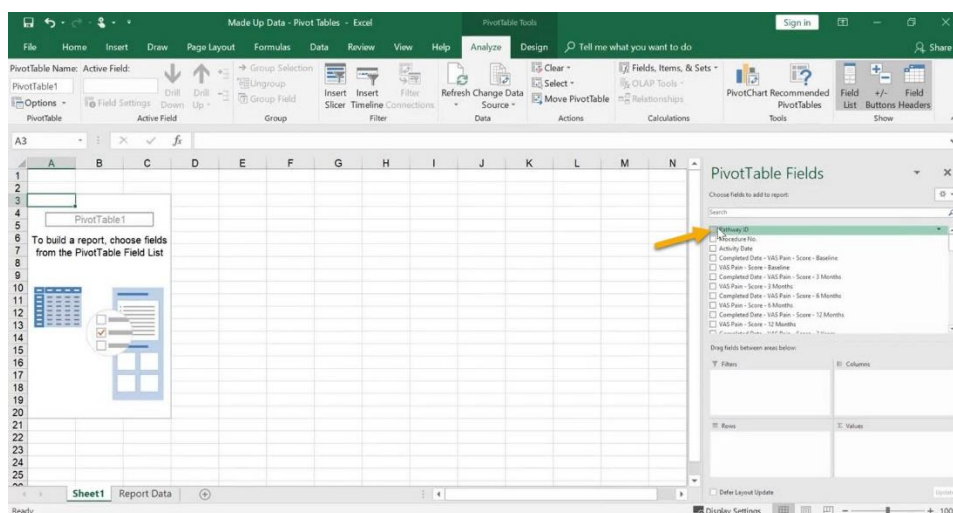 Made Up Data - Pivot Tables - Excel
PivotTable Tools
Sign in
File Home Insert Draw Page Layout Formulas Data Review View Help Analyze Design Tell me what you want to do Share
PivotTable Name: Active Field:
PivotTable1
Options
Field Settings
Drill Down
Drill Up
PivotTable
Active Field
Group Selection
Ungroup
Group Field
Group
Insert Slicer
Insert Timeline
Filter Connections
Filter
Refresh
Change Data Source
Data
Clear
Select
Move PivotTable
Actions
Fields, Items, & Sets
OLAP Tools
Relationships
Calculations
PivotChart
Recommended PivotTables
Tools
Field List
+/- Buttons
Field Headers
Show
A3
fx
A B C D E F G H I J K L M N
1
2
3
4
5
6
7
8
9
10
11
12
13
14
15
16
17
18
19
20
21
22
23
24
25
PivotTable1
To build a report, choose fields
from the PivotTable Field List
PivotTable Fields
Choose fields to add to report:
Search
Pathway ID
Procedure No.
Activity Date
Completed Date - VAS Pain - Score - Baseline
VAS Pain - Score - Baseline
Completed Date - VAS Pain - Score - 3 Months
VAS Pain - Score - 3 Months
Completed Date - VAS Pain - Score - 6 Months
VAS Pain - Score - 6 Months
Completed Date - VAS Pain - Score - 12 Months
VAS Pain - Score - 12 Months
Drag fields between areas below:
Filters
Columns
Rows
Values
Defer Layout Update
Sheet1 Report Data
Ready
Display Settings
100